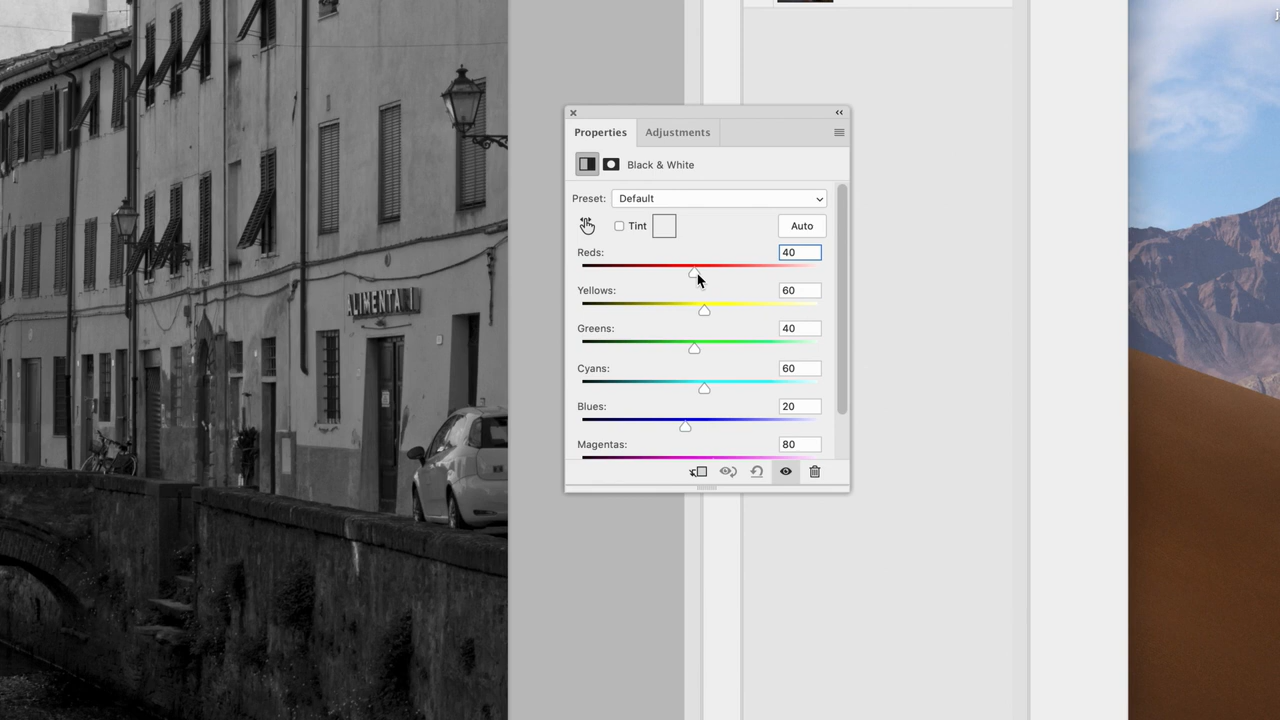 Properties
Adjustments
Black & White
Preset:
Default
Tint
Auto
Reds:
40
Yellows:
60
Greens:
40
Cyans:
60
Blues:
20
Magentas:
80
ALIMENTA I